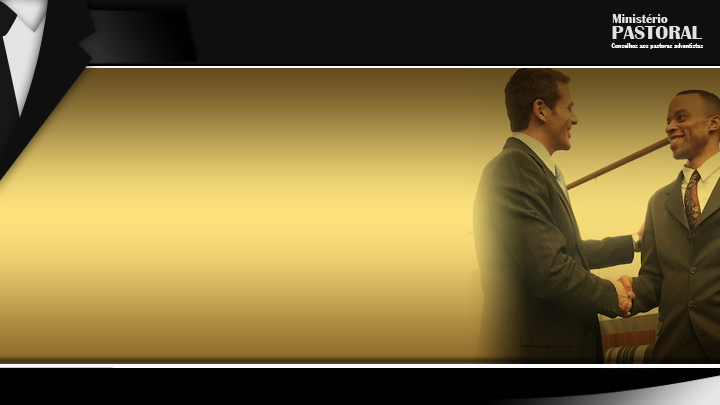 Ministério
PASTORAL
Conselhos aos pastores adventistas